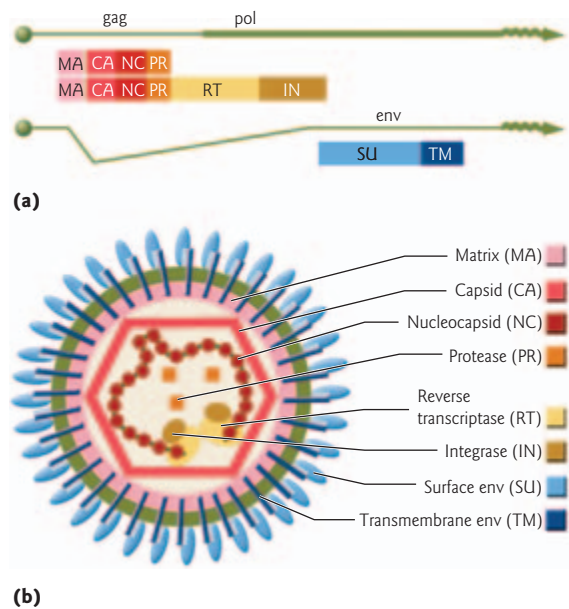 gag pol
MA CA NC PR
MA CA NC PR RT IN
env
SU TM
(a)
Matrix (MA)
Capsid (CA)
Nucleocapsid (NC)
Protease (PR)
Reverse
transcriptase (RT)
Integrase (IN)
Surface env (SU)
Transmembrane env (TM)
(b)